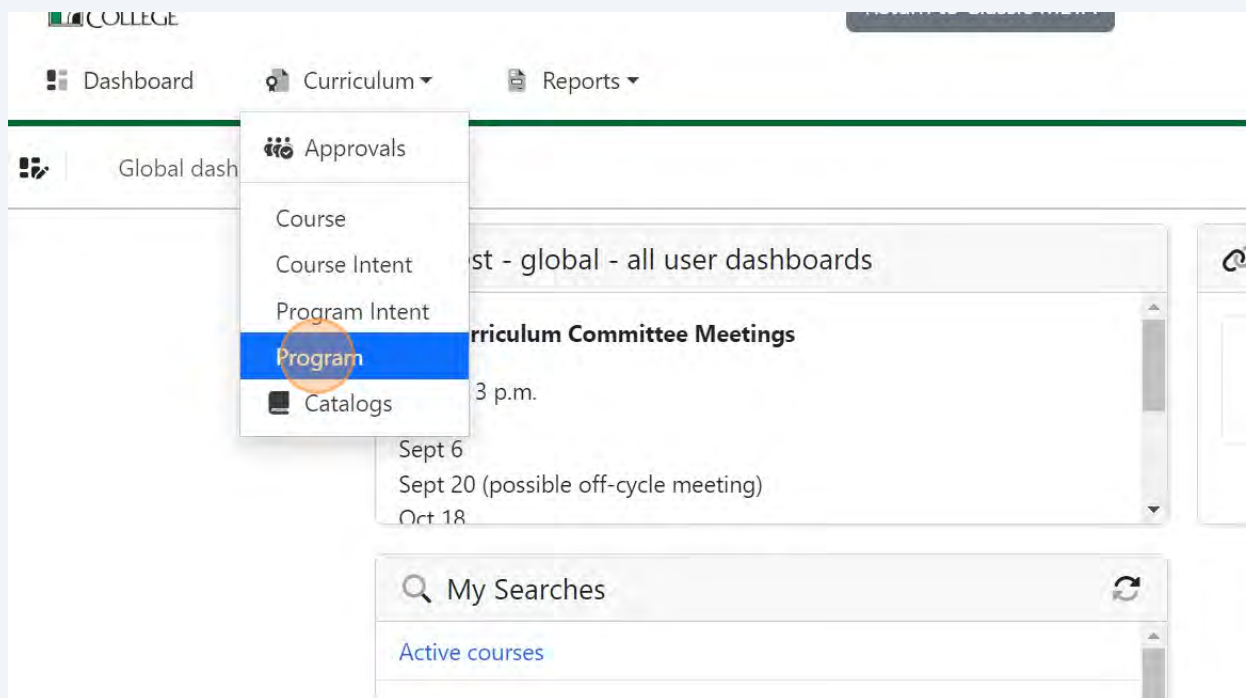 COLLEGE
Dashboard
Curriculum
Reports
Approvals
Global dash
Course
Course Intent
st - global - all user dashboards
Program Intent
rriculum Committee Meetings
Program
3 p.m.
Catalogs
Sept 6
Sept 20 (possible off-cycle meeting)
Oct 18
My Searches
Active courses